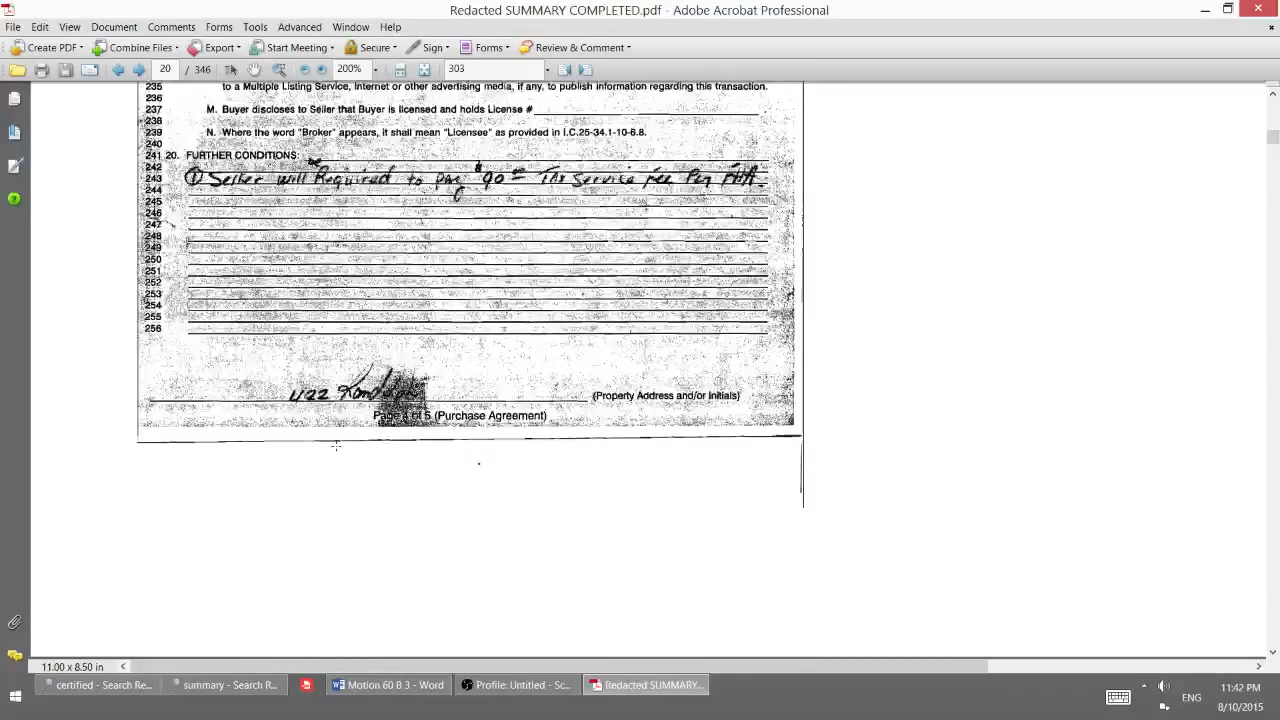 Redacted SUMMARY COMPLETED.pdf - Adobe Acrobat Professional
File Edit View Document Comments Forms Tools Advanced Window Help
Create PDF Combine Files Export Start Meeting Secure Sign Forms Review & Comment
20 / 346 200% 303
235 to a Multiple Listing Service, Internet or other advertising media, if any, to publish information regarding this transaction.
236
237 M. Buyer discloses to Seller that Buyer is licensed and holds License #
238
239 N. Where the word "Broker" appears, it shall mean "Licensee" as provided in I.C.25-34.1-10-6.8.
240
241 20. FURTHER CONDITIONS:
242 be
243 1) Seller will Required to pay $90 = Service Fee Per
244
245
246
247
248
249
250
251
252
253
254
255
256
422
(Property Address and/or Initials)
Page 4 of 5 (Purchase Agreement)
11.00 x 8.50 in
certified - Search Re... summary - Search R... Motion 60 B 3 - Word Profile: Untitled - Sc... Redacted SUMMARY... ENG 11:42 PM
8/10/2015